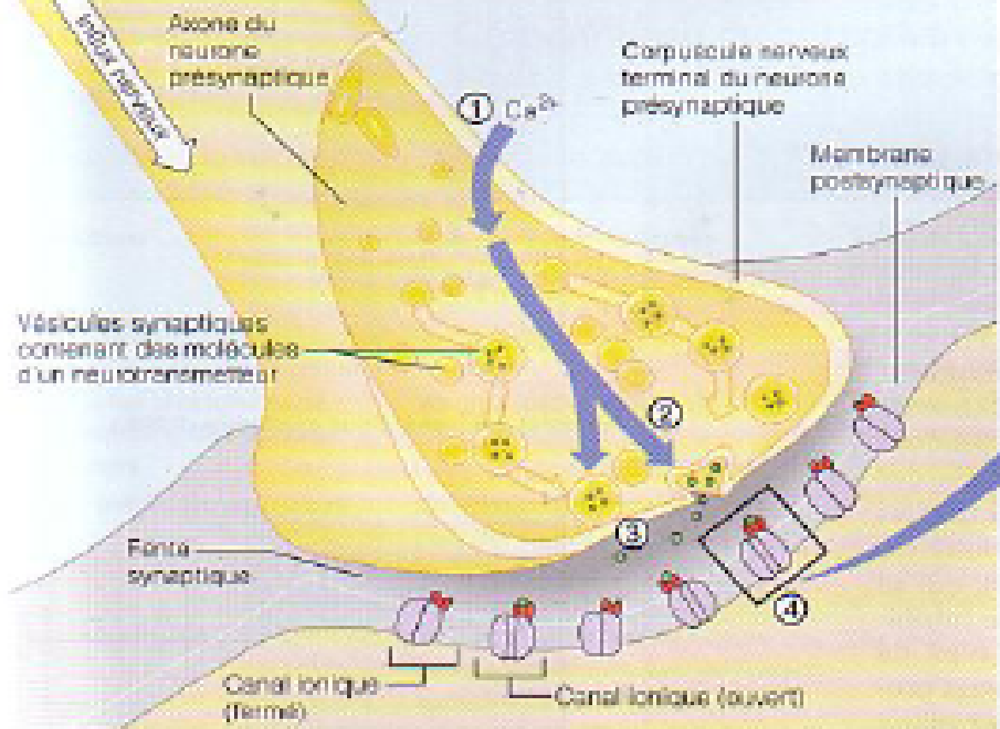 Influx nerveux
Axone du
neurone
présynaptique
1 Ca2+
Corpuscule nerveux
terminal du neurone
présynaptique
Membrane
postsynaptique
Vésicules synaptiques
contenant des molécules
d'un neurotransmetteur
2
3
Fente
synaptique
4
Canal ionique
(fermé)
Canal ionique (ouvert)